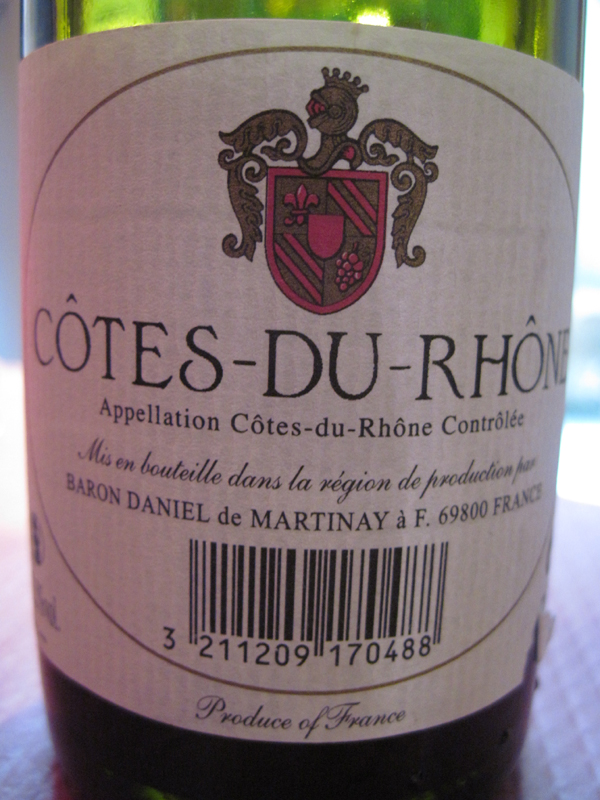 CÔTES-DU-RHÔNE
Appellation Côtes-du-Rhône Contrôlée
Mis en bouteille dans la région de production par
BARON DANIEL de MARTINAY à F. 69800 FRANCE
3 211209 170488
Produce of France